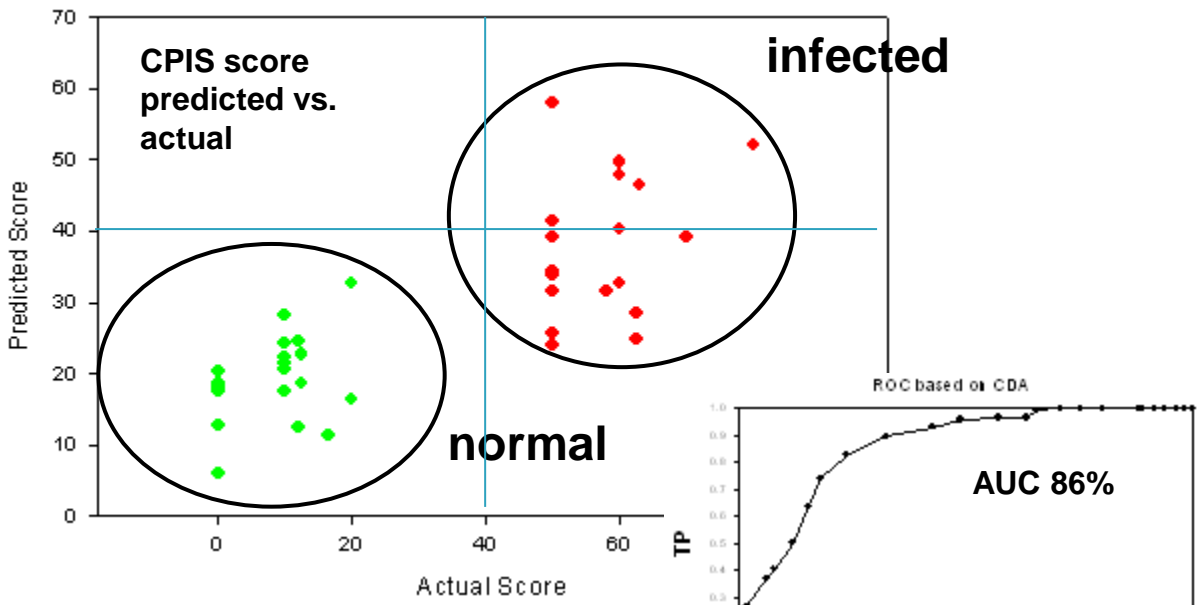 70
60
50
40
30
20
10
0
Predicted Score
CPIS score
predicted vs.
actual
infected
normal
0 20 40 60
Actual Score
ROC based on CDA
1.0
0.9
0.8
0.7
0.6
0.5
0.4
0.3
TP
AUC 86%